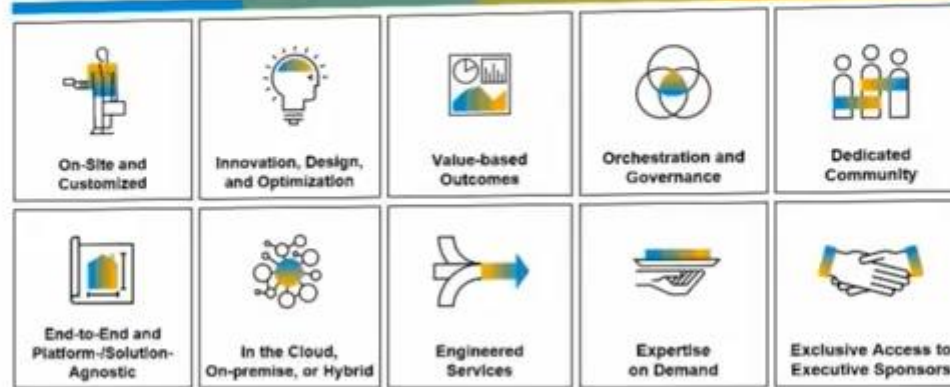 On-Site and
Customized
Innovation, Design,
and Optimization
Value-based
Outcomes
Orchestration and
Governance
Dedicated
Community
End-to-End and
Platform-/Solution-
Agnostic
In the Cloud,
On-premise, or Hybrid
Engineered
Services
Expertise
on Demand
Exclusive Access to
Executive Sponsors